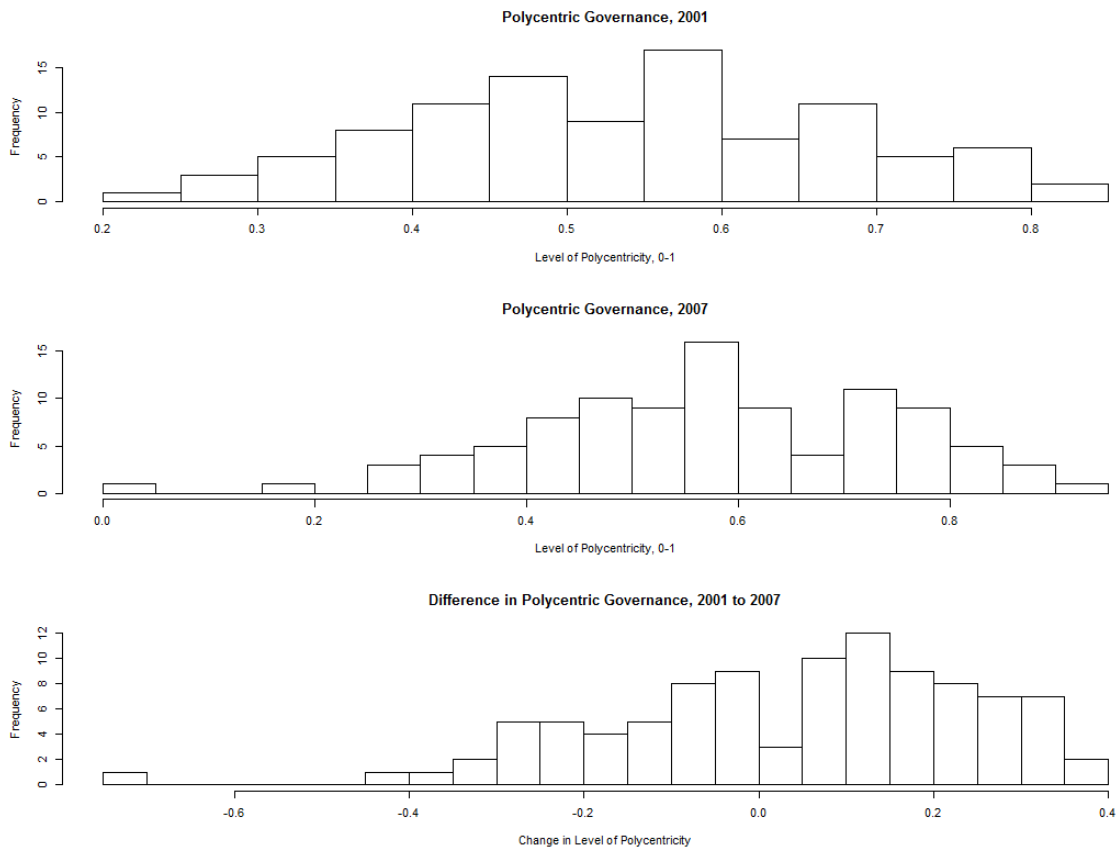 Polycentric Governance, 2001
Frequency
15
10
5
0
0.2 0.3 0.4 0.5 0.6 0.7 0.8
Level of Polycentricity, 0-1
Polycentric Governance, 2007
Frequency
15
10
5
0
0.0 0.2 0.4 0.6 0.8
Level of Polycentricity, 0-1
Difference in Polycentric Governance, 2001 to 2007
Frequency
12
10
8
6
4
2
0
-0.6 -0.4 -0.2 0.0 0.2 0.4
Change in Level of Polycentricity